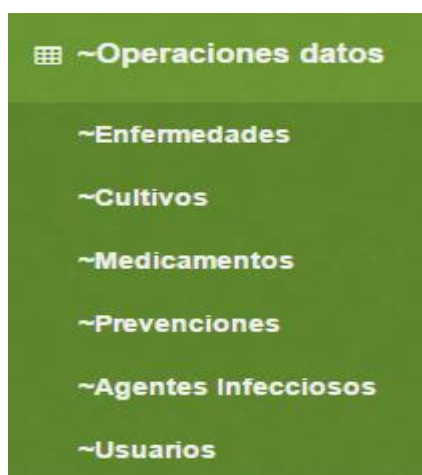 ~Operaciones datos
~Enfermedades
~Cultivos
~Medicamentos
~Prevenciones
~Agentes Infecciosos
~Usuarios